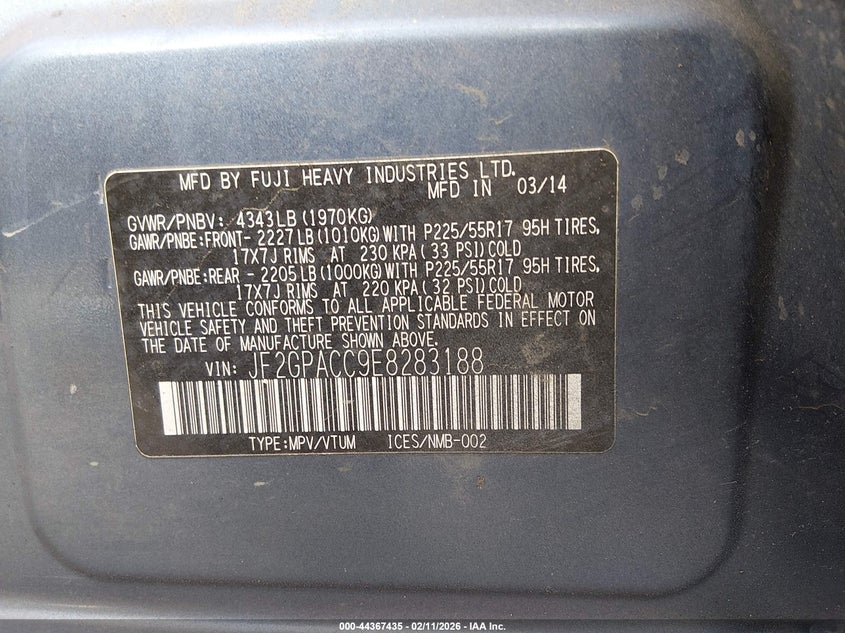 MFD BY FUJI HEAVY INDUSTRIES LTD.
MFD IN 03/14
GVWR/PNBV: 4343LB(1970KG)
GAWR/PNBE:FRONT- 2227LB(1010KG)WITH P225/55R17 95H TIRES,
17X7J RIMS AT 230 KPA(33 PSI)COLD
GAWR/PNBE:REAR - 2205LB(1000KG)WITH P225/55R17 95H TIRES,
17X7J RIMS AT 220 KPA(32 PSI)COLD
THIS VEHICLE CONFORMS TO ALL APPLICABLE FEDERAL MOTOR
VEHICLE SAFETY AND THEFT PREVENTION STANDARDS IN EFFECT ON
THE DATE OF MANUFACTURE SHOWN ABOVE.
VIN: JF2GPACC9E8283188
TYPE:MPV/VTUM ICES/NMB-002
000-44367435 - 02/11/2026 - IAA Inc.